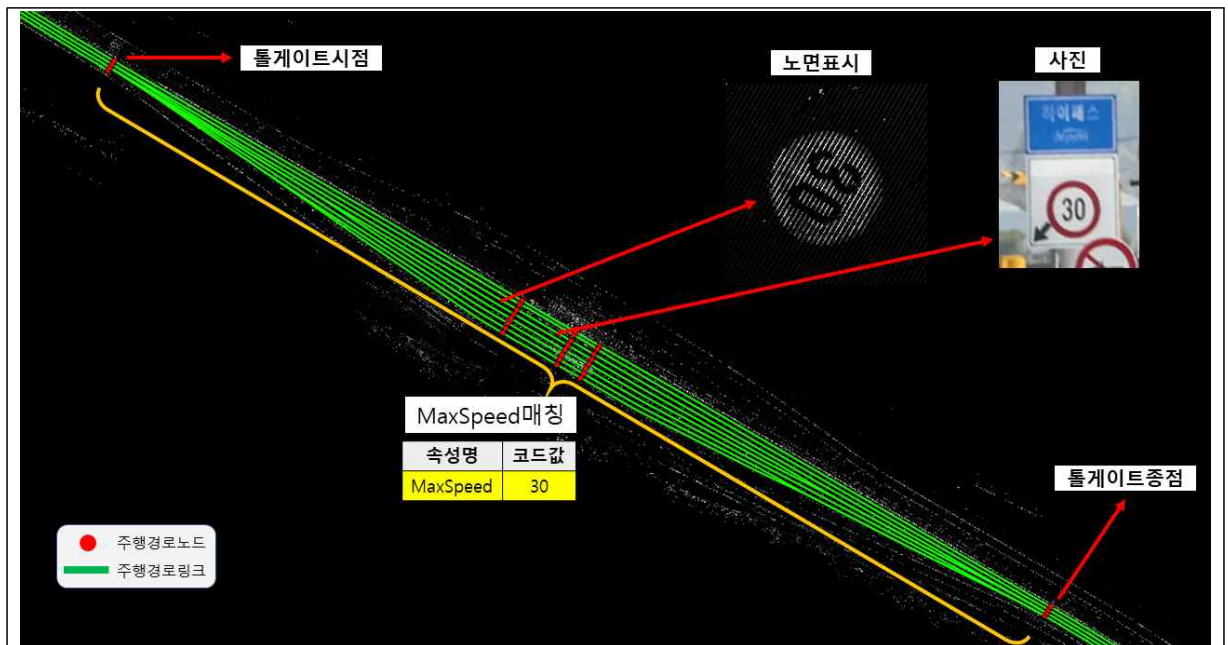 톨게이트시점
노면표시
사진
하이패스
30
30
MaxSpeed매칭
속성명 코드값
MaxSpeed 30
톨게이트종점
주행경로노드
주행경로링크